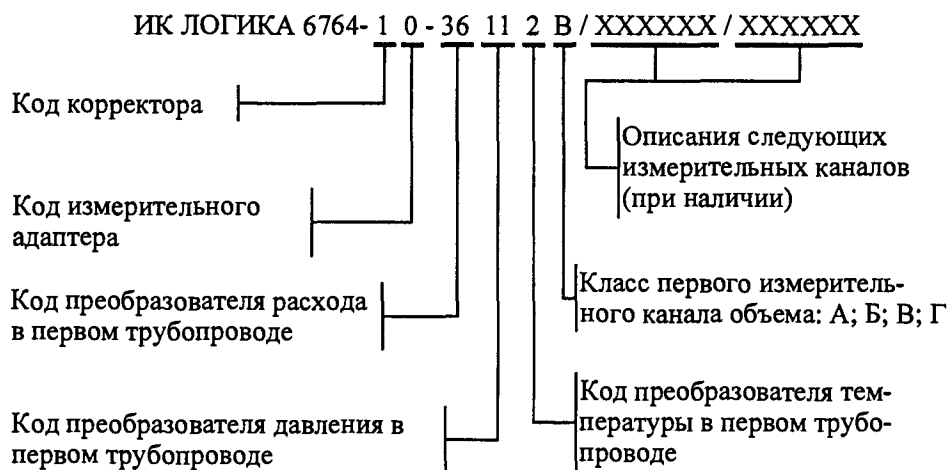 ИК ЛОГИКА 6764- 1 0 - 36 11 2 В / XXXXXX / XXXXXX
Код корректора
Описания следующих
измерительных каналов
(при наличии)
Код измерительного
адаптера
Код преобразователя расхода
в первом трубопроводе
Класс первого измеритель-
ного канала объема: А; Б; В; Г
Код преобразователя давления в
первом трубопроводе
Код преобразователя тем-
пературы в первом трубо-
проводе